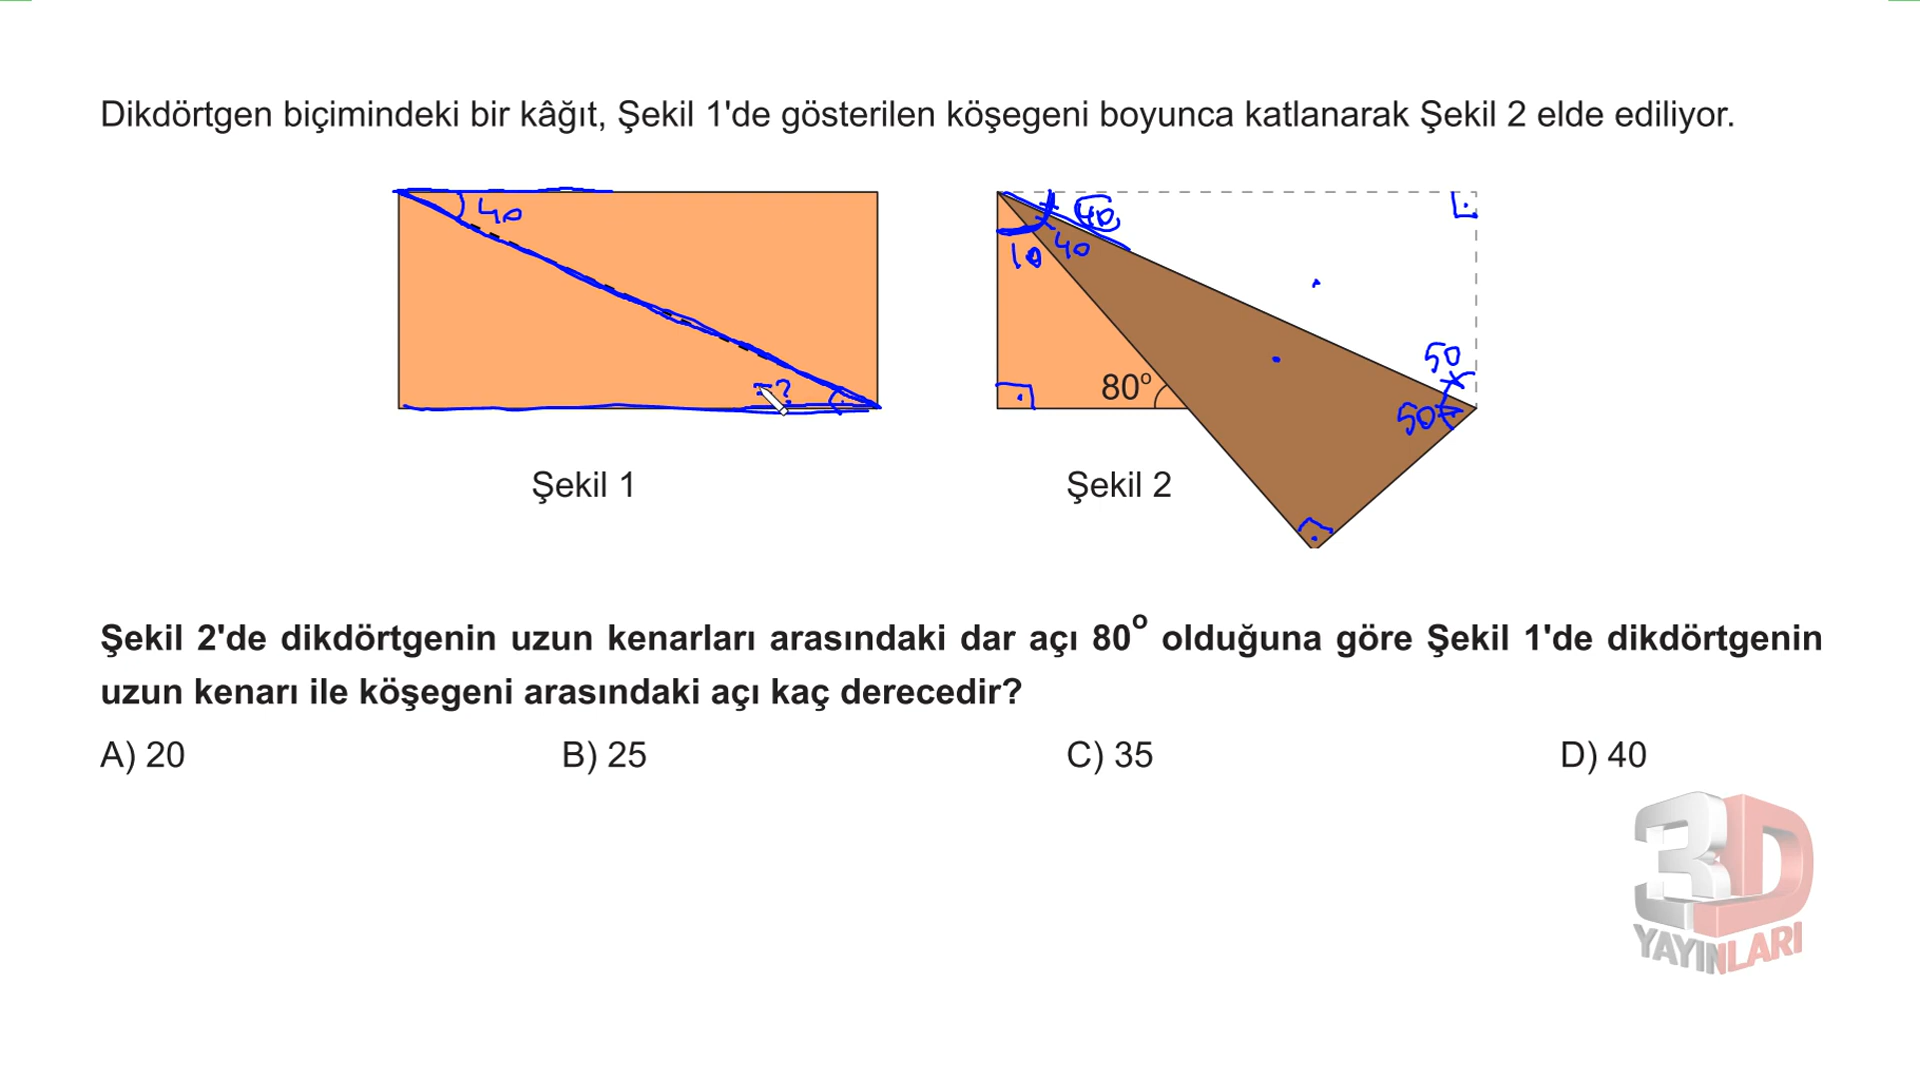 Dikdörtgen biçimindeki bir kâğıt, Şekil 1'de gösterilen köşegeni boyunca katlanarak Şekil 2 elde ediliyor.
40
=?
Şekil 1
40
40
10
80°
50
50
Şekil 2
Şekil 2'de dikdörtgenin uzun kenarları arasındaki dar açı 80° olduğuna göre Şekil 1'de dikdörtgenin
uzun kenarı ile köşegeni arasındaki açı kaç derecedir?
A) 20 B) 25 C) 35 D) 40
3D
YAYINLARI